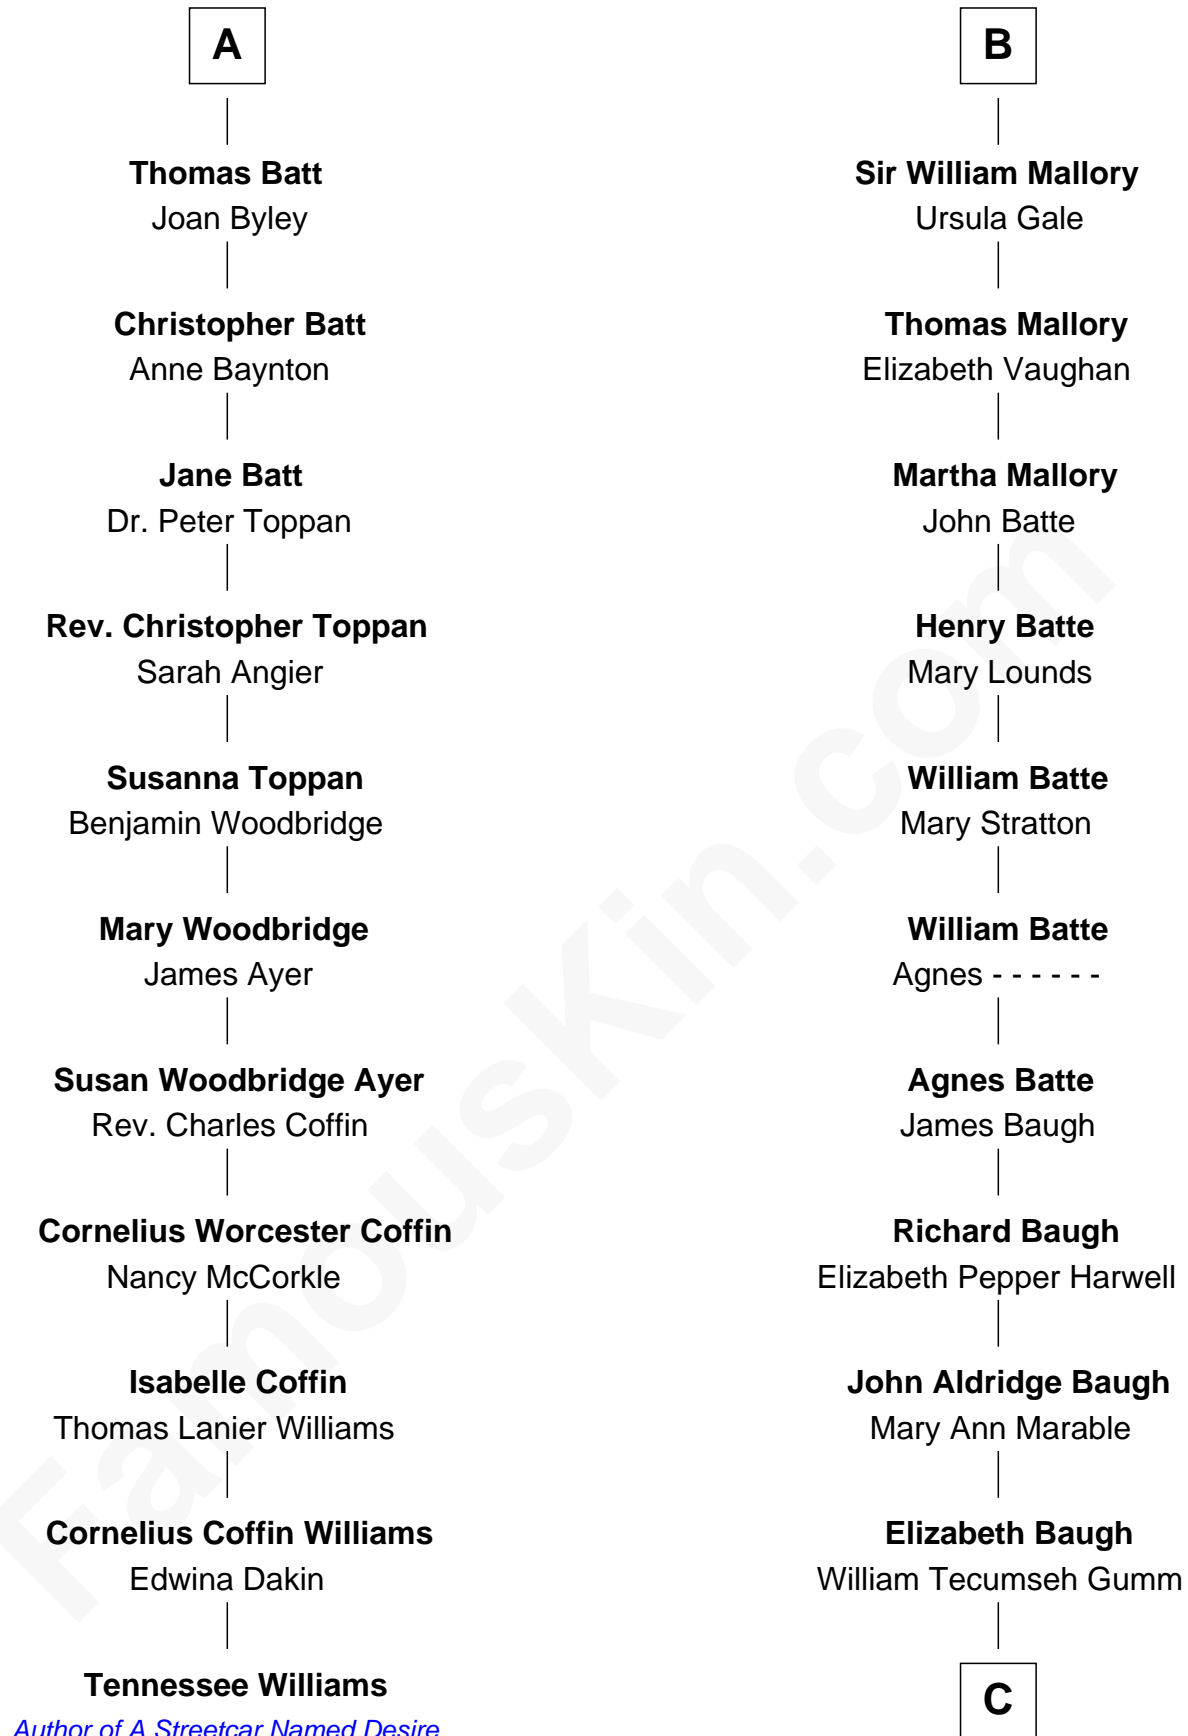 A
Thomas Batt
Joan Byley
Christopher Batt
Anne Baynton
Jane Batt
Dr. Peter Toppan
Rev. Christopher Toppan
Sarah Angier
Susanna Toppan
Benjamin Woodbridge
Mary Woodbridge
James Ayer
Susan Woodbridge Ayer
Rev. Charles Coffin
Cornelius Worcester Coffin
Nancy McCorkle
Isabelle Coffin
Thomas Lanier Williams
Cornelius Coffin Williams
Edwina Dakin
Tennessee Williams
Author of A Streetcar Named Desire
B
Sir William Mallory
Ursula Gale
Thomas Mallory
Elizabeth Vaughan
Martha Mallory
John Batte
Henry Batte
Mary Lounds
William Batte
Mary Stratton
William Batte
Agnes - - - - - -
Agnes Batte
James Baugh
Richard Baugh
Elizabeth Pepper Harwell
John Aldridge Baugh
Mary Ann Marable
Elizabeth Baugh
William Tecumseh Gumm
C
FamousKin.com